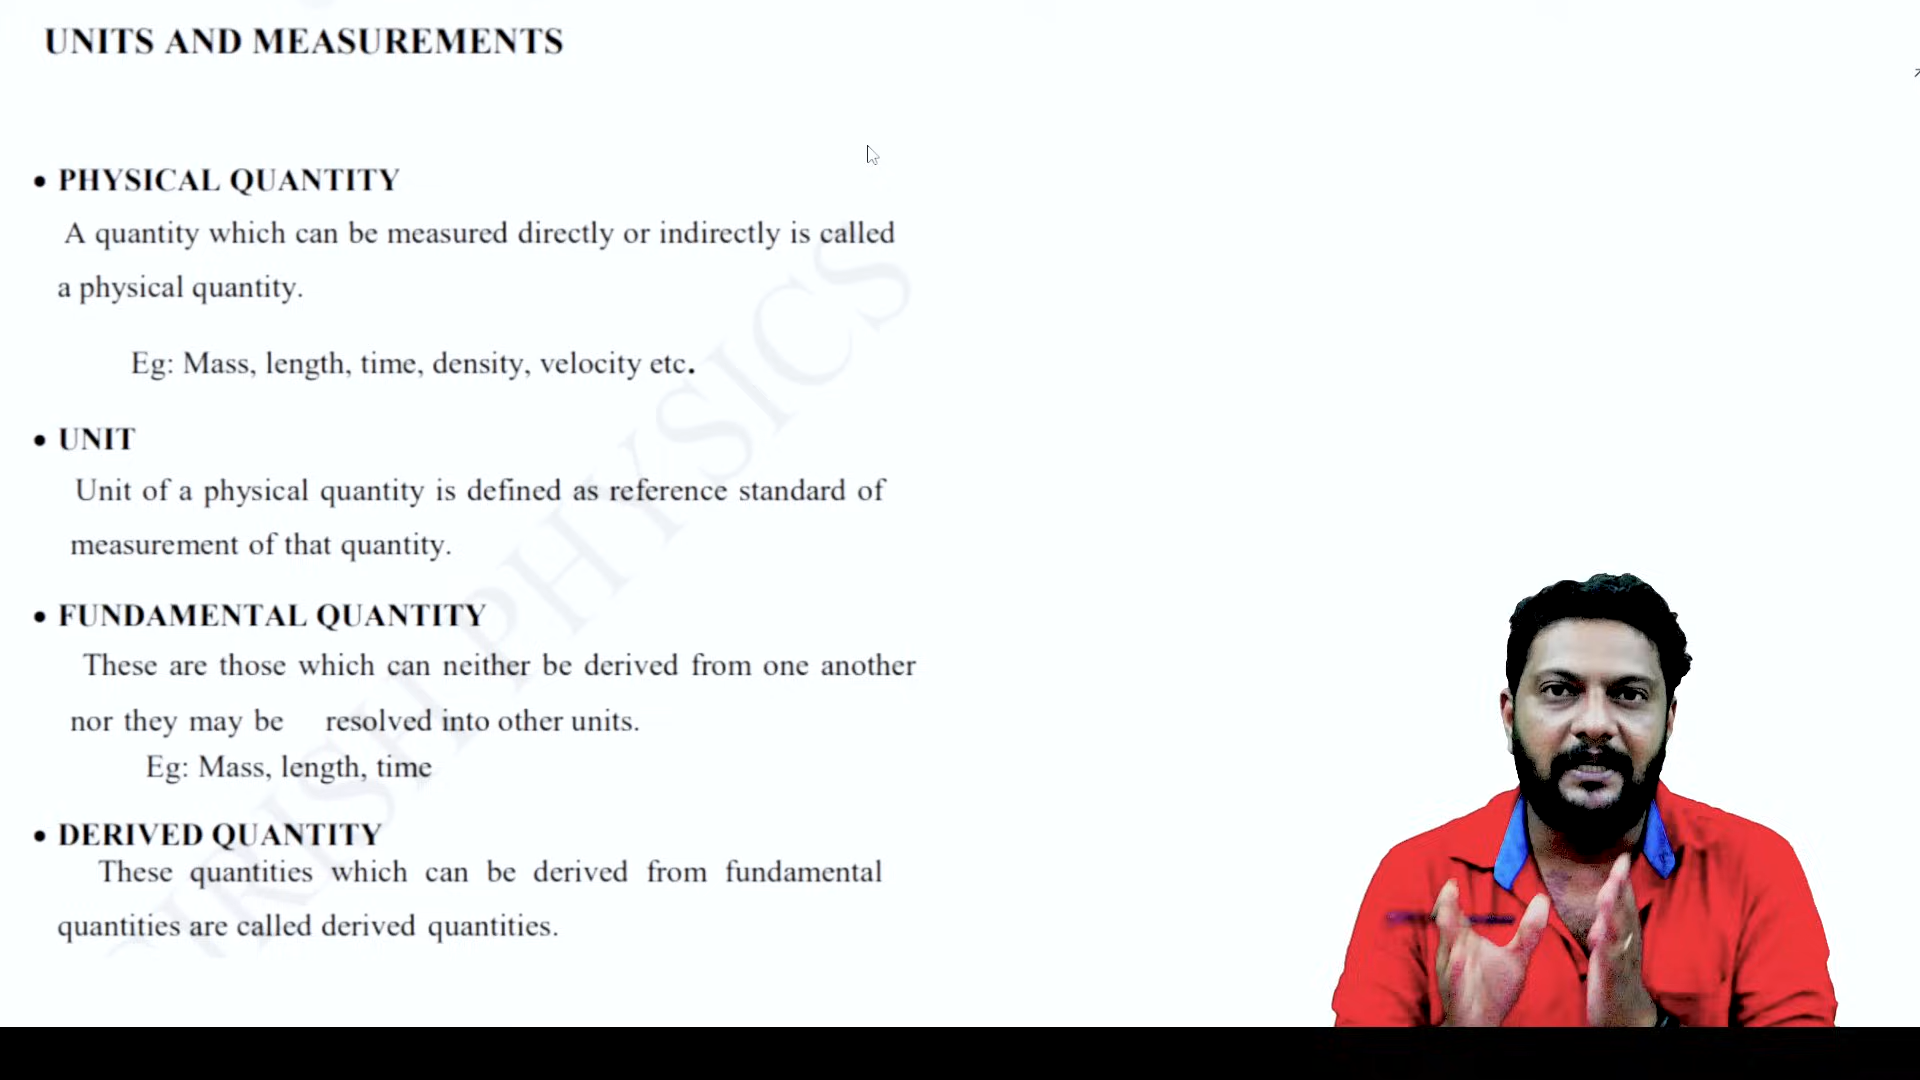 UNITS AND MEASUREMENTS
• PHYSICAL QUANTITY
A quantity which can be measured directly or indirectly is called
a physical quantity.
Eg: Mass, length, time, density, velocity etc.
• UNIT
Unit of a physical quantity is defined as reference standard of
measurement of that quantity.
• FUNDAMENTAL QUANTITY
These are those which can neither be derived from one another
nor they may be resolved into other units.
Eg: Mass, length, time
• DERIVED QUANTITY
These quantities which can be derived from fundamental
quantities are called derived quantities.